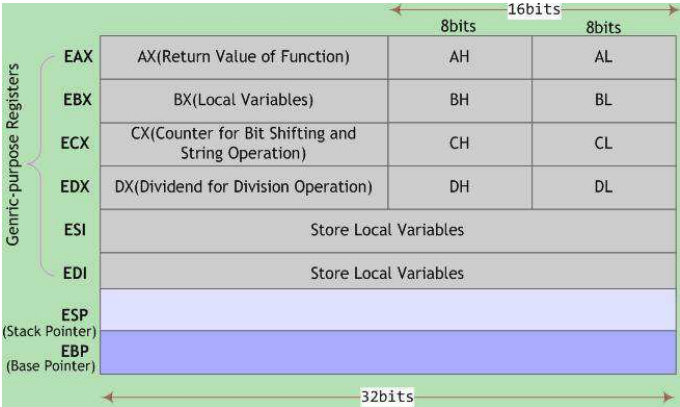 16bits
8bits 8bits
EAX AX(Return Value of Function) AH AL
EBX BX(Local Variables) BH BL
ECX CX(Counter for Bit Shifting and
String Operation) CH CL
EDX DX(Dividend for Division Operation) DH DL
ESI Store Local Variables
EDI Store Local Variables
Genric-purpose Registers
ESP
(Stack Pointer)
EBP
(Base Pointer)
32bits